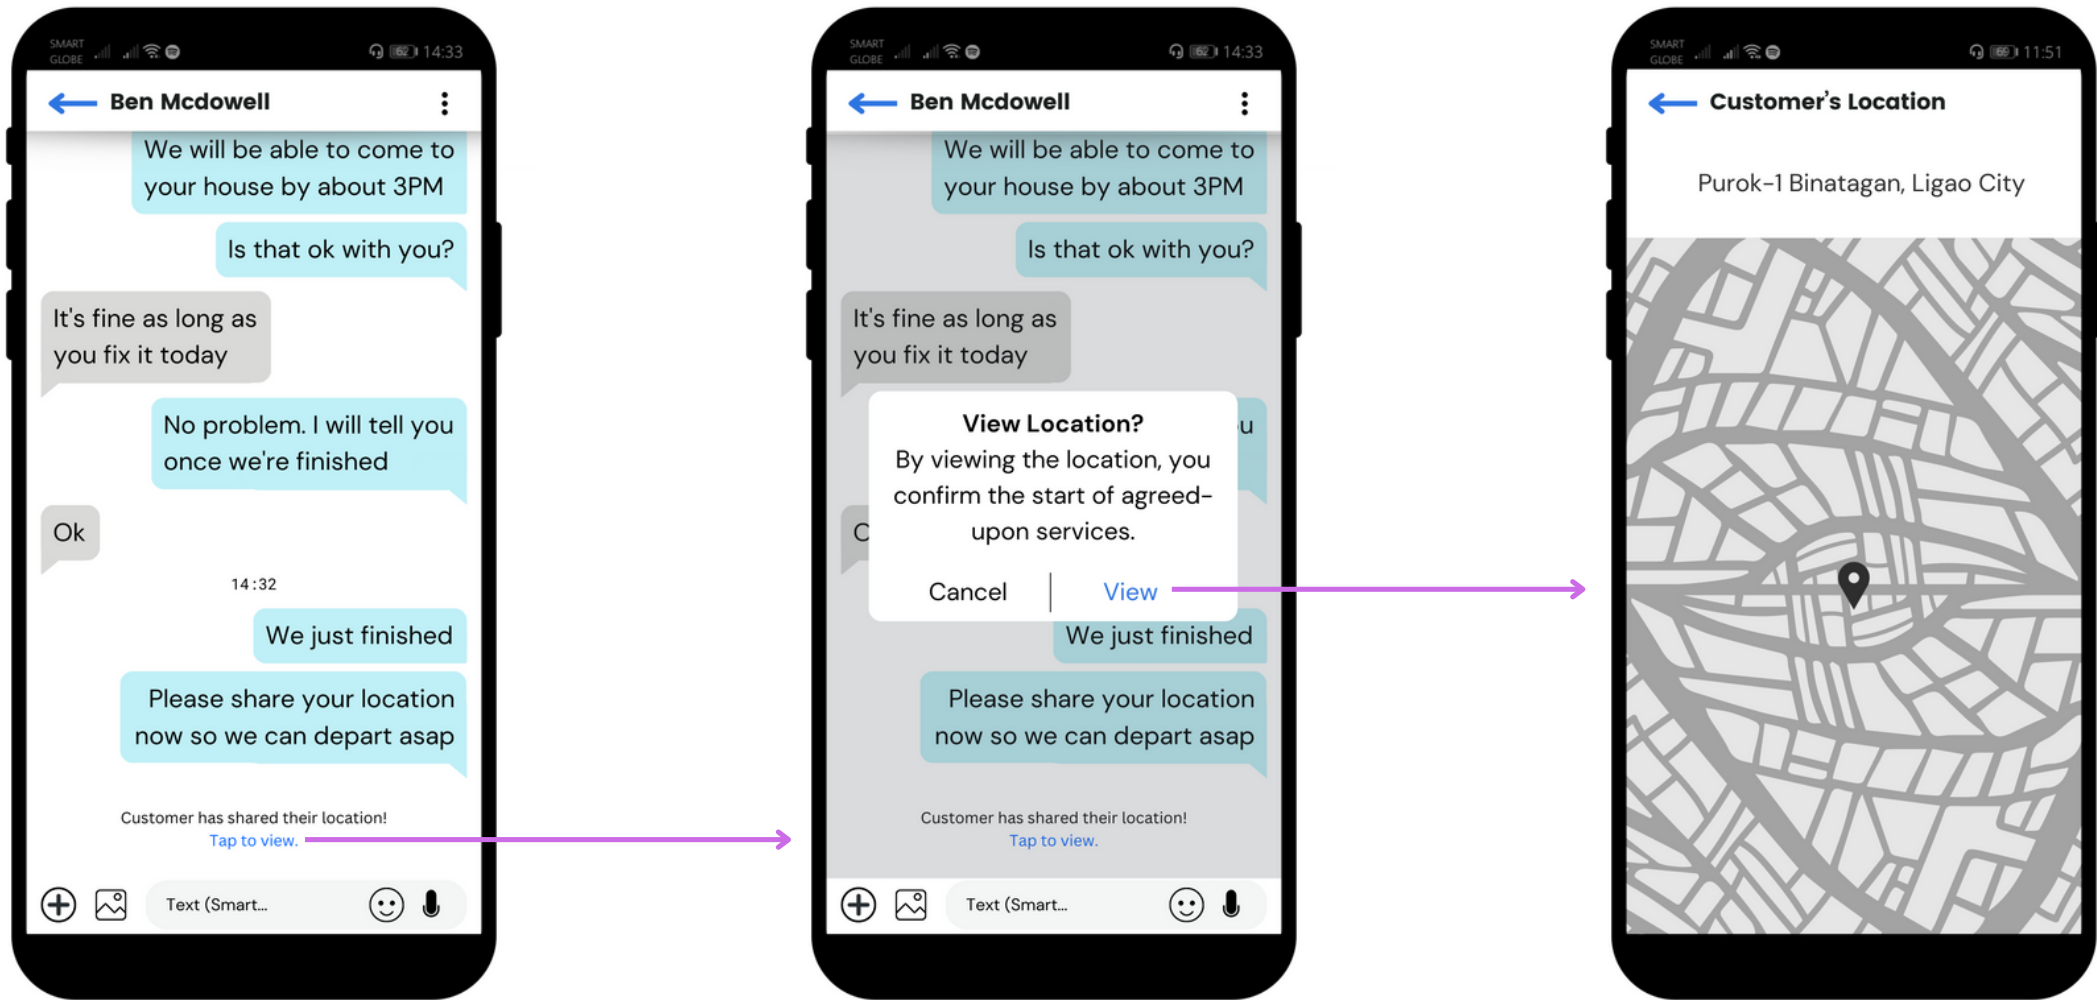 SMART
GLOBE
62
14:33
Ben Mcdowell
We will be able to come to
your house by about 3PM
Is that ok with you?
It's fine as long as
you fix it today
No problem. I will tell you
once we're finished
Ok
14:32
We just finished
Please share your location
now so we can depart asap
Customer has shared their location!
Tap to view.
Text (Smart...
SMART
GLOBE
62
14:33
Ben Mcdowell
We will be able to come to
your house by about 3PM
Is that ok with you?
It's fine as long as
you fix it today
u
View Location?
By viewing the location, you
confirm the start of agreed-
upon services.
Cancel
View
We just finished
Please share your location
now so we can depart asap
Customer has shared their location!
Tap to view.
Text (Smart...
SMART
GLOBE
69
11:51
Customer's Location
Purok-1 Binatagan, Ligao City